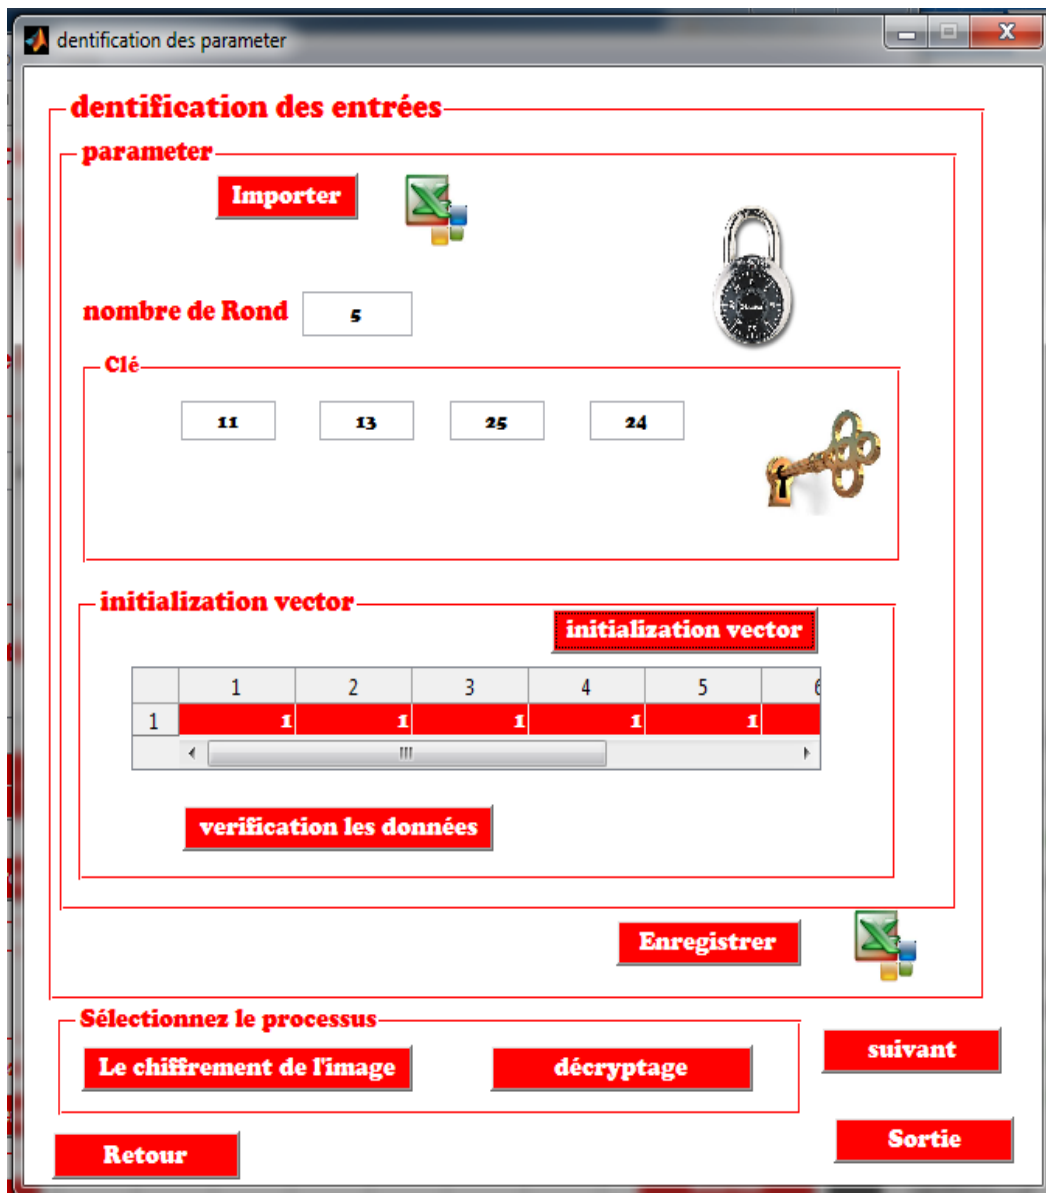 dentification des parameter
dentification des entrées
parameter
Importer
nombre de Rond 5
Clé
11 13 25 24
initialization vector
initialization vector
1 2 3 4 5 6
1 1 1 1 1 1
verification les données
Enregistrer
Sélectionnez le processus
Le chiffrement de l'image décryptage
suivant
Retour
Sortie